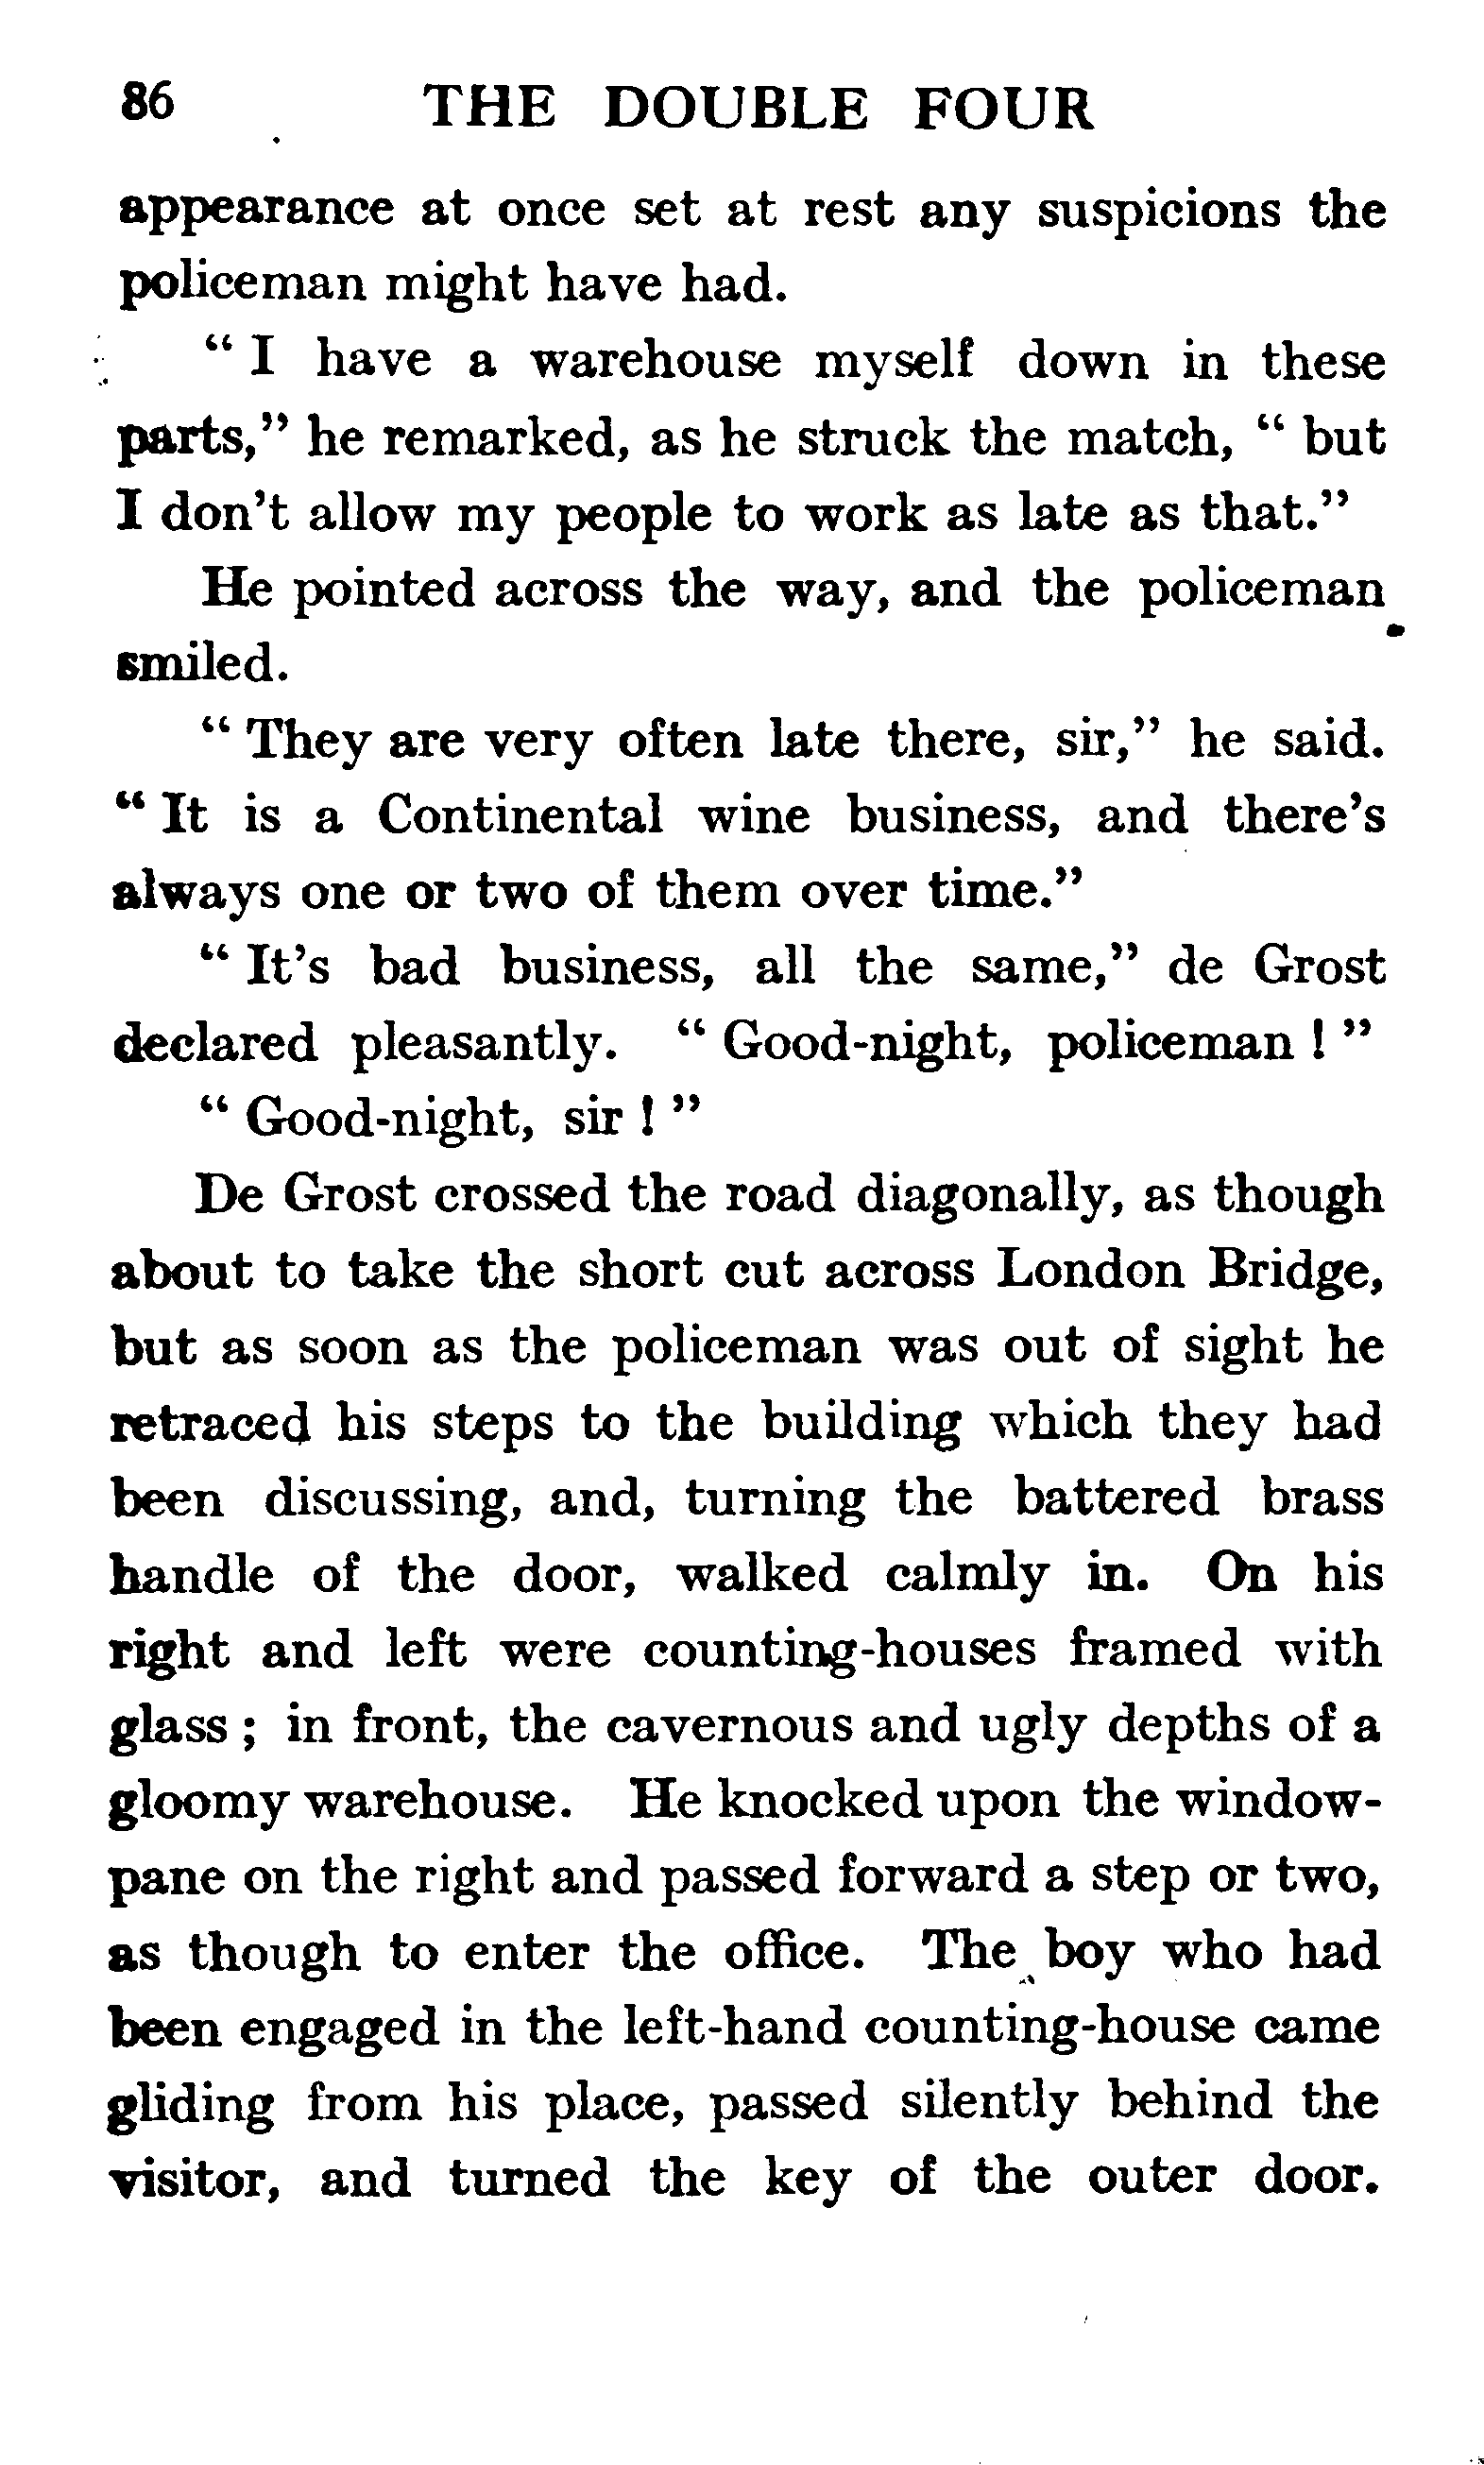 86 THE DOUBLE FOUR
appearance at once set at rest any suspicions the
policeman might have had.
“ I have a warehouse myself down in these
parts,” he remarked, as he struck the match, “ but
I don't allow my people to work as late as that.”
He pointed across the way, and the policeman
smiled.
“ They are very often late there, sir,” he said.
“ It is a Continental wine business, and there's
always one or two of them over time.”
“ It's bad business, all the same,” de Grost
declared pleasantly. “ Good-night, policeman ! ”
“ Good-night, sir ! ”
De Grost crossed the road diagonally, as though
about to take the short cut across London Bridge,
but as soon as the policeman was out of sight he
retraced his steps to the building which they had
been discussing, and, turning the battered brass
handle of the door, walked calmly in. On his
right and left were counting-houses framed with
glass ; in front, the cavernous and ugly depths of a
gloomy warehouse. He knocked upon the window-
pane on the right and passed forward a step or two,
as though to enter the office. The boy who had
been engaged in the left-hand counting-house came
gliding from his place, passed silently behind the
visitor, and turned the key of the outer door.